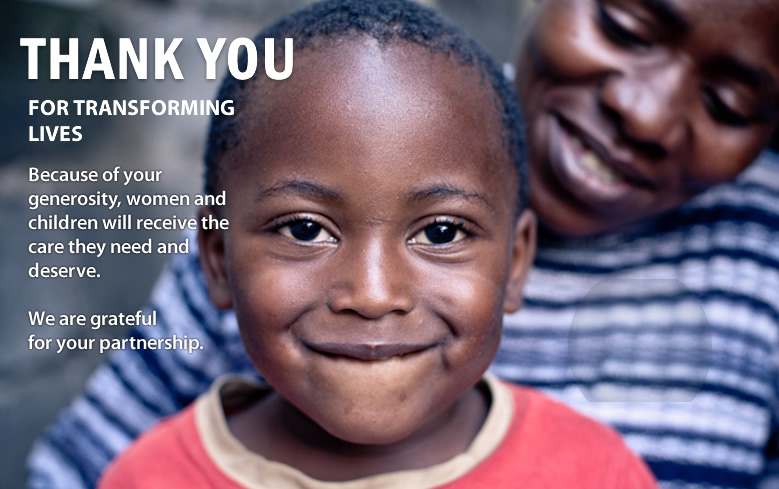 THANK YOU
FOR TRANSFORMING
LIVES
Because of your
generosity, women and
children will receive the
care they need and
deserve.
We are grateful
for your partnership.